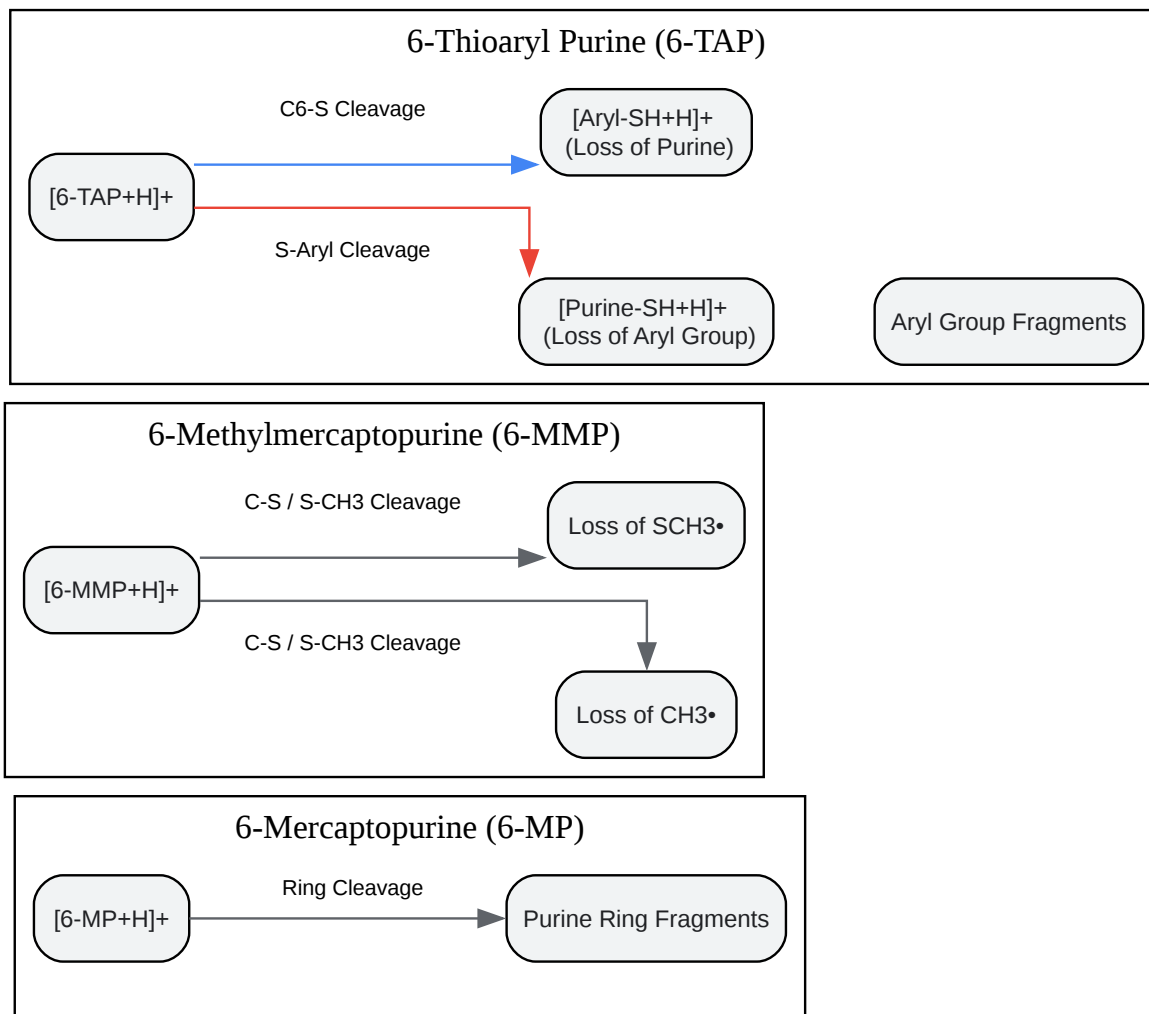 6-Thioaryl Purine (6-TAP)
C6-S Cleavage
[Aryl-SH+H]+
(Loss of Purine)
[6-TAP+H]+
S-Aryl Cleavage
[Purine-SH+H]+
(Loss of Aryl Group)
Aryl Group Fragments
6-Methylmercaptopurine (6-MMP)
C-S / S-CH3 Cleavage
Loss of SCH3•
[6-MMP+H]+
C-S / S-CH3 Cleavage
Loss of CH3•
6-Mercaptopurine (6-MP)
Ring Cleavage
[6-MP+H]+
Purine Ring Fragments